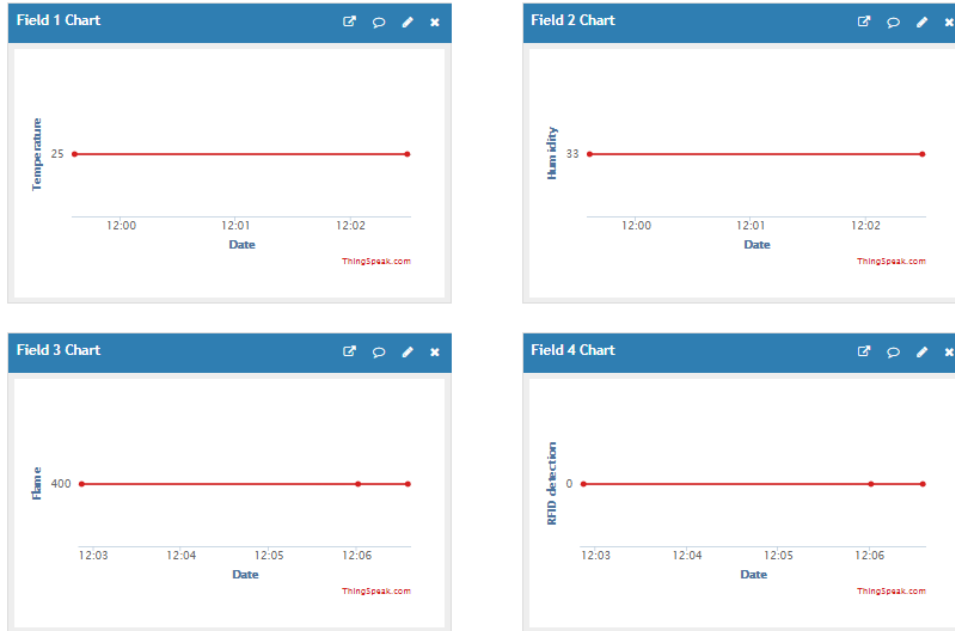 Field 1 Chart
Temperature
25
12:00 12:01 12:02
Date
ThingSpeak.com
Field 2 Chart
Humidity
33
12:00 12:01 12:02
Date
ThingSpeak.com
Field 3 Chart
Flame
400
12:03 12:04 12:05 12:06
Date
ThingSpeak.com
Field 4 Chart
RFID detection
0
12:03 12:04 12:05 12:06
Date
ThingSpeak.com